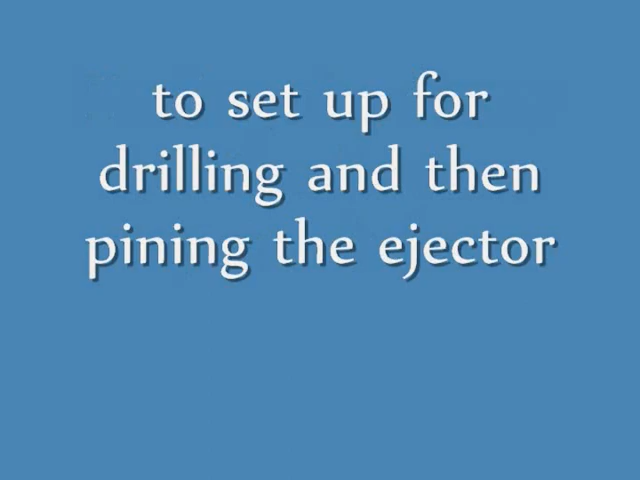 to set up for
drilling and then
pining the ejector